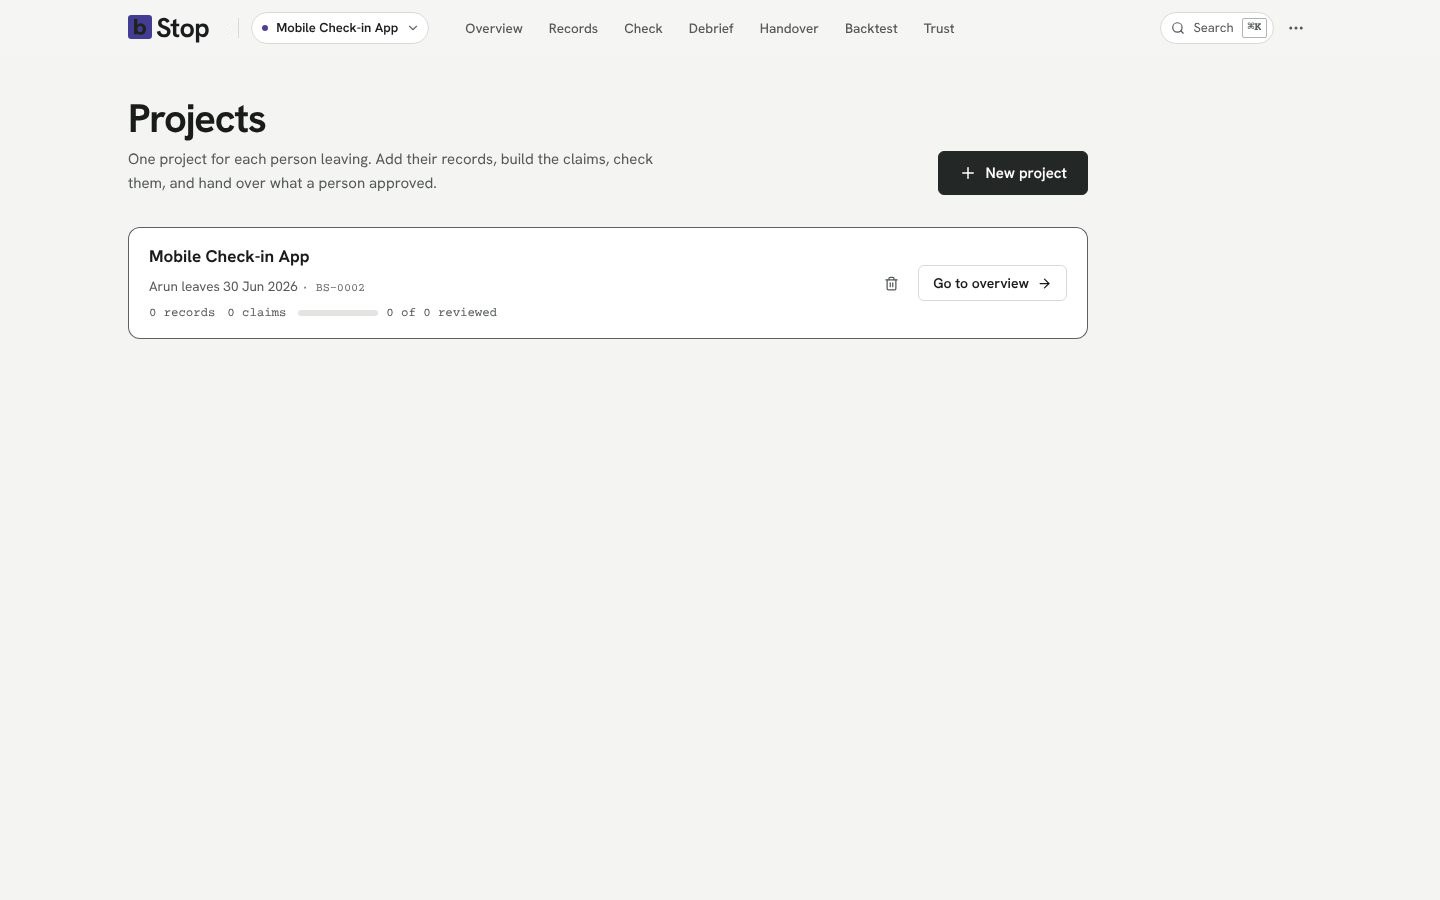 b Stop
Mobile Check-in App
Overview Records Check Debrief Handover Backtest Trust
Search ⌘K
Projects
One project for each person leaving. Add their records, build the claims, check
them, and hand over what a person approved.
New project
Mobile Check-in App
Arun leaves 30 Jun 2026 · BS-0002
0 records 0 claims 0 of 0 reviewed
Go to overview